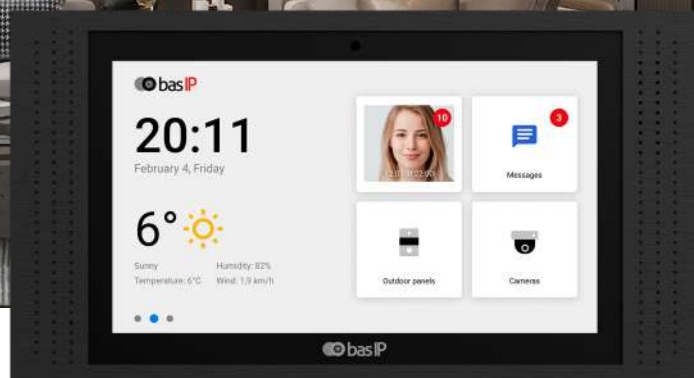 bas IP
20:11
February 4, Friday
6°
Sunny
Humidity: 82%
Temperature: 6°C
Wind: 1,9 km/h
10
3
Messages
Outdoor panels
Cameras
bas IP